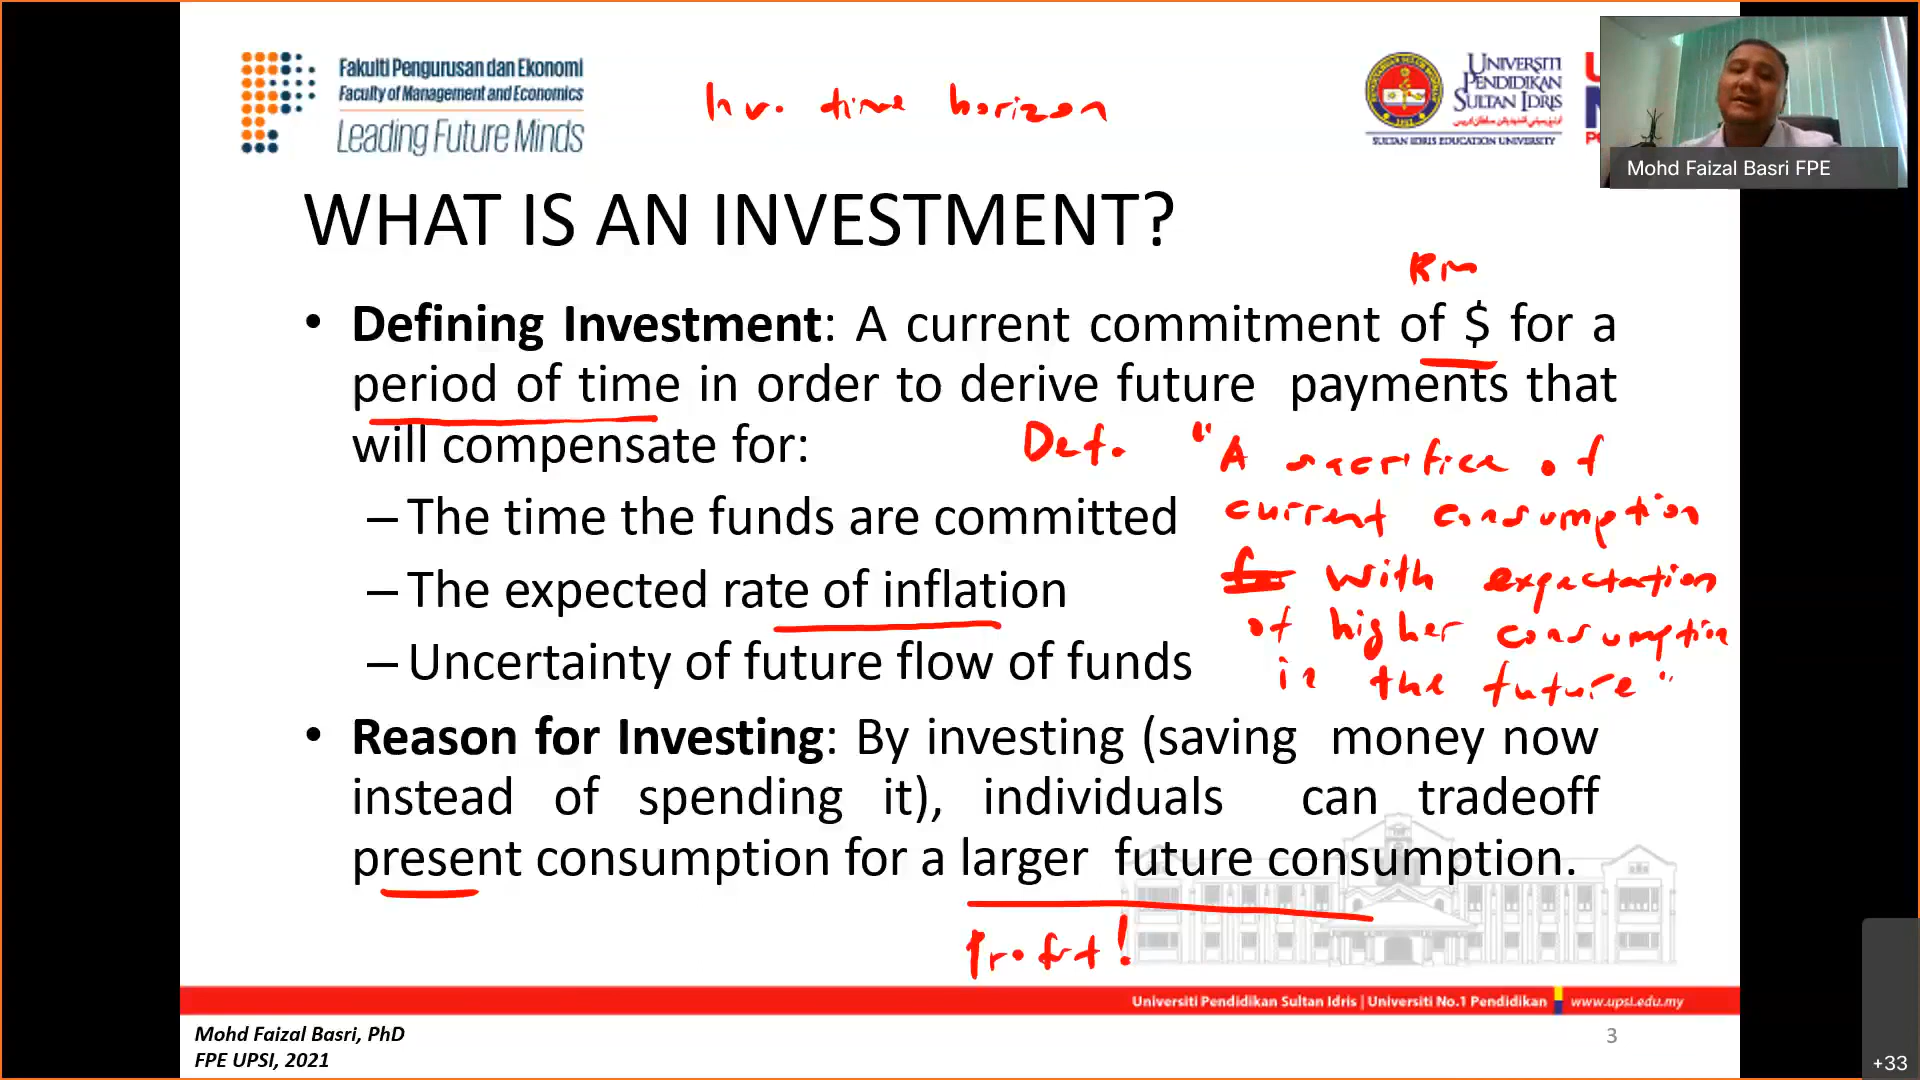 Fakulti Pengurusan dan Ekonomi
Faculty of Management and Economics
Leading Future Minds
Inv. time horizon
UNIVERSITI
PENDIDIKAN
SULTAN IDRIS
SULTAN IDRIS EDUCATION UNIVERSITY
Mohd Faizal Basri FPE
WHAT IS AN INVESTMENT?
RM
• Defining Investment: A current commitment of $ for a
period of time in order to derive future payments that
will compensate for:
Def. "A sacrifice of
current consumption
with expectation
of higher consumption
in the future"
– The time the funds are committed
– The expected rate of inflation
– Uncertainty of future flow of funds
• Reason for Investing: By investing (saving money now
instead of spending it), individuals can tradeoff
present consumption for a larger future consumption.
Profit!
Universiti Pendidikan Sultan Idris | Universiti No.1 Pendidikan | www.upsi.edu.my
Mohd Faizal Basri, PhD
FPE UPSI, 2021
3
+33